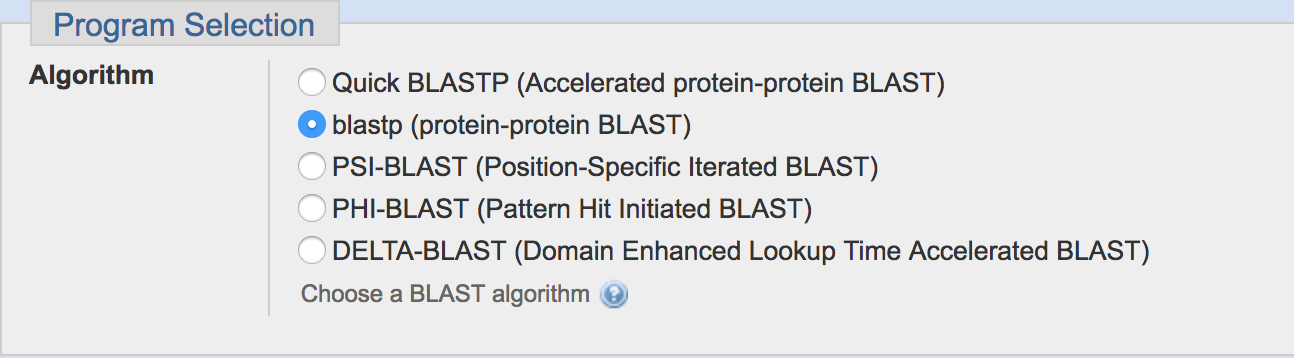 Program Selection
Algorithm
Quick BLASTP (Accelerated protein-protein BLAST)
blastp (protein-protein BLAST)
PSI-BLAST (Position-Specific Iterated BLAST)
PHI-BLAST (Pattern Hit Initiated BLAST)
DELTA-BLAST (Domain Enhanced Lookup Time Accelerated BLAST)
Choose a BLAST algorithm ?